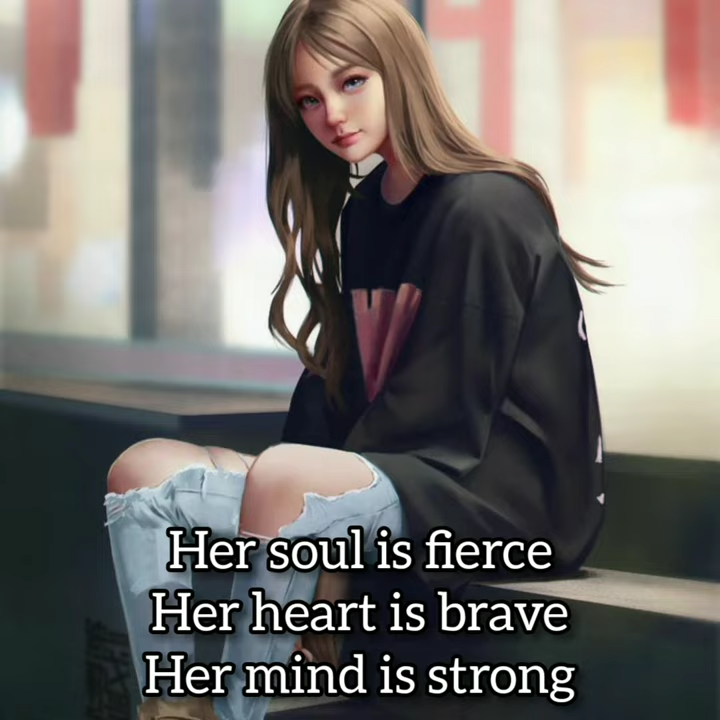 Her soul is fierce
Her heart is brave
Her mind is strong